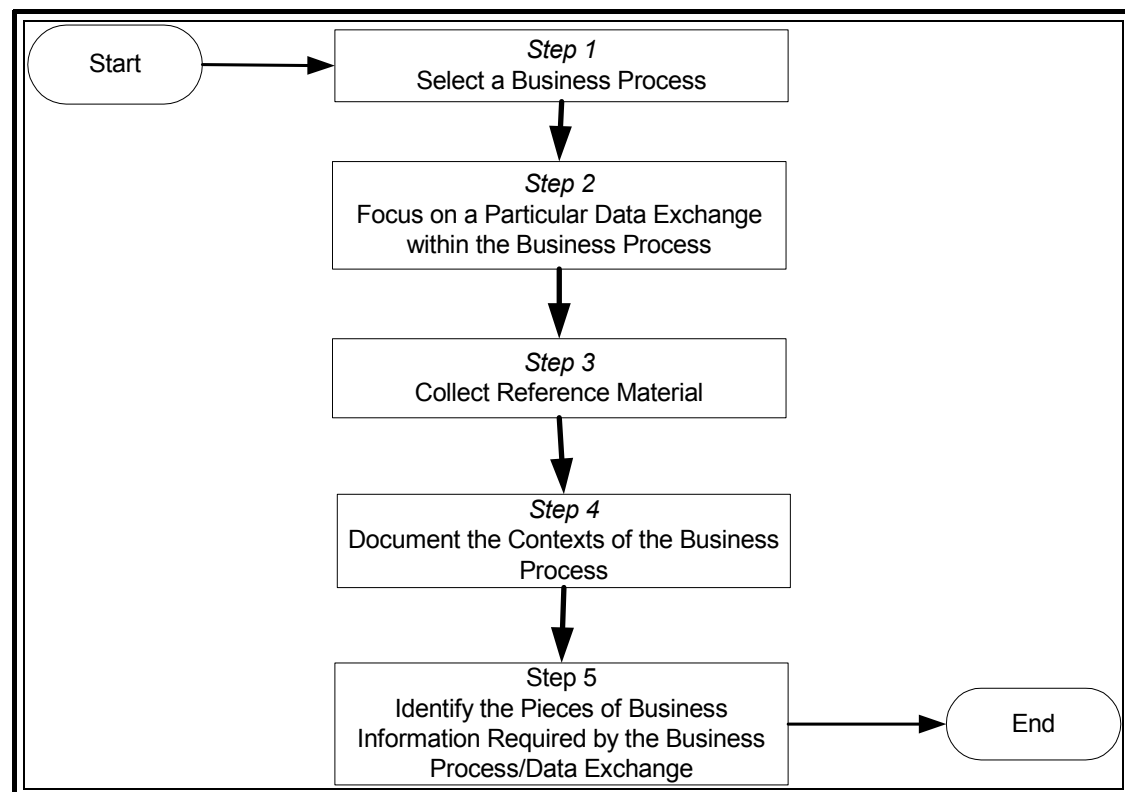 Start
Step 1
Select a Business Process
Step 2
Focus on a Particular Data Exchange
within the Business Process
Step 3
Collect Reference Material
Step 4
Document the Contexts of the Business
Process
Step 5
Identify the Pieces of Business
Information Required by the Business
Process/Data Exchange
End